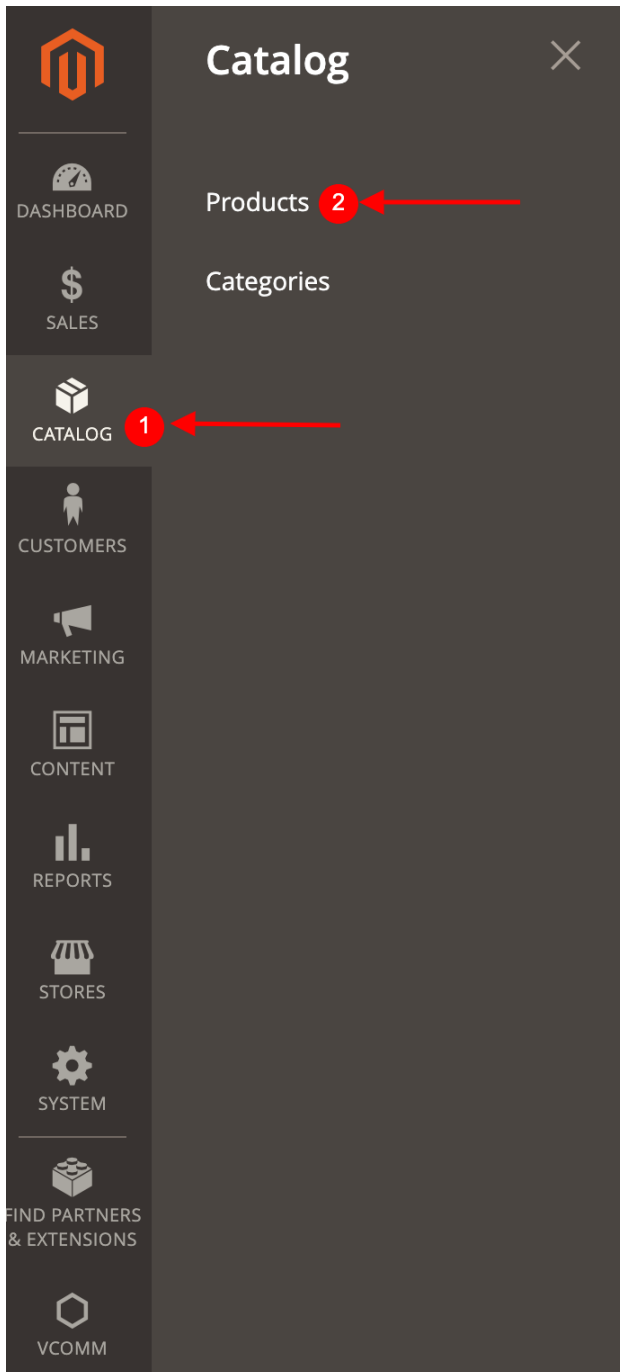 Catalog
DASHBOARD
Products 2
SALES
Categories
CATALOG 1
CUSTOMERS
MARKETING
CONTENT
REPORTS
STORES
SYSTEM
FIND PARTNERS
& EXTENSIONS
VCOMM